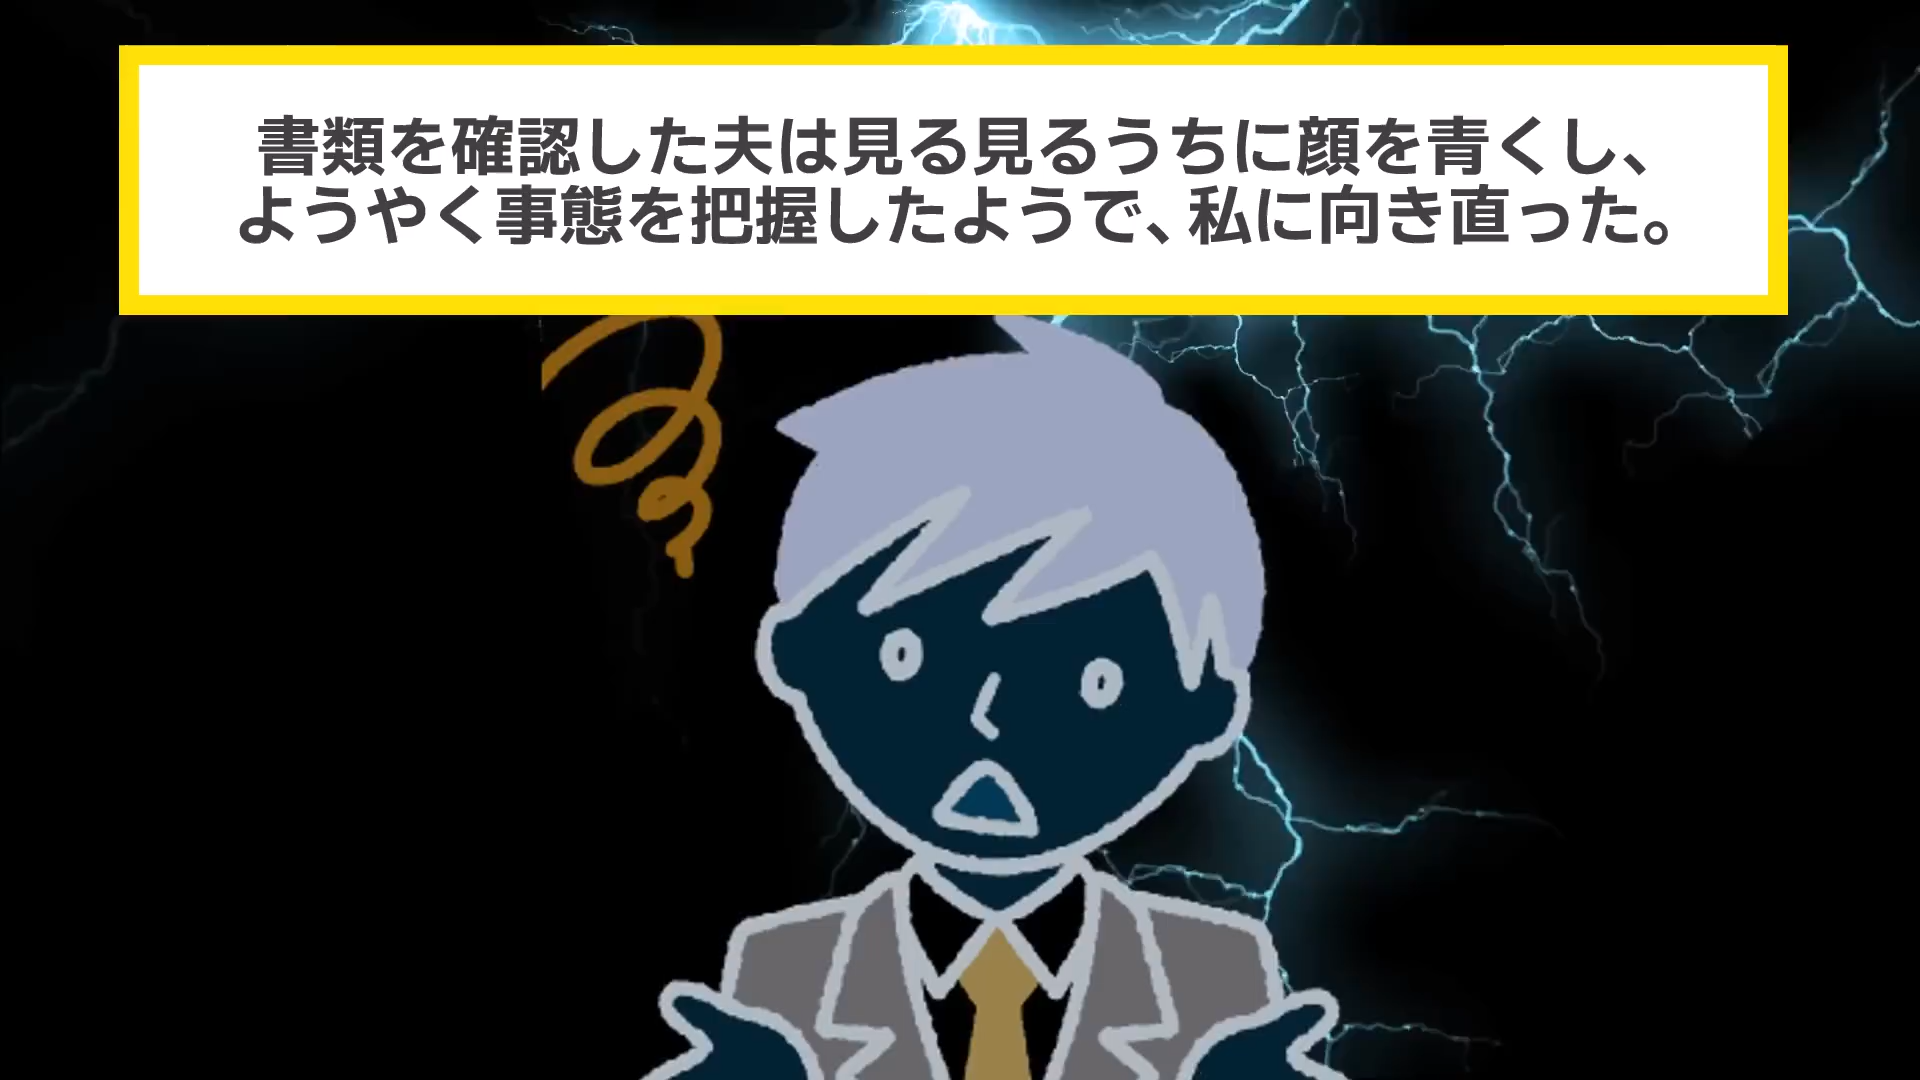 書類を確認した夫は見る見るうちに顔を青くし、
ようやく事態を把握したようで、私に向き直った。